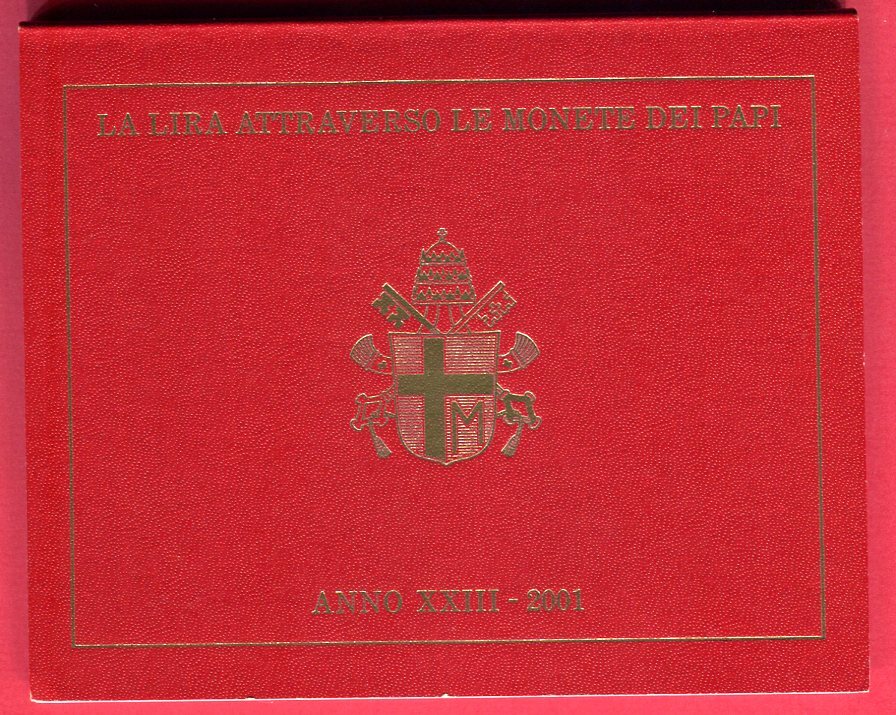 LA LIRA ATTRAVERSO LE MONETE DEI PAPI
M
ANNO XXIII - 2001